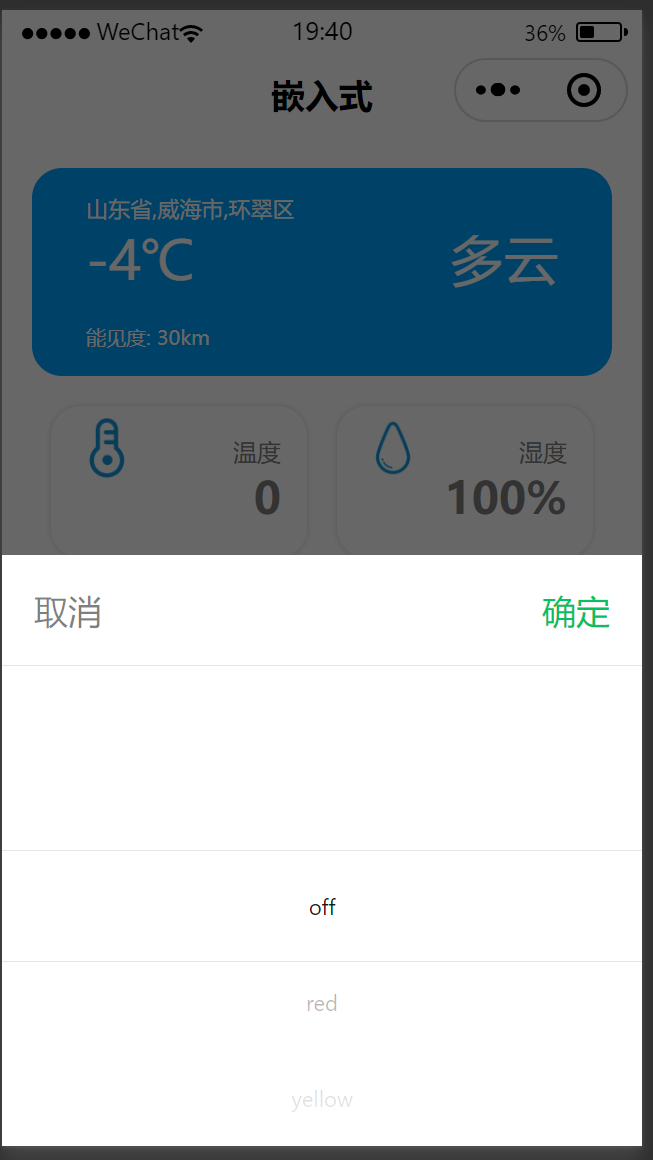 WeChat 19:40 36%
嵌入式
山东省,威海市,环翠区
-4℃ 多云
能见度: 30km
温度 湿度
0 100%
取消 确定
off
red
yellow